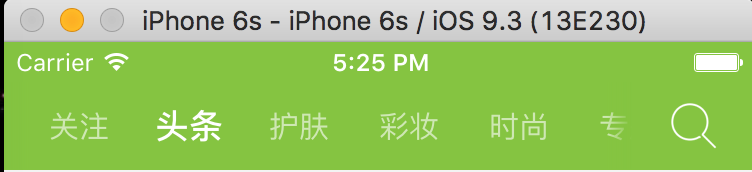 iPhone 6s - iPhone 6s / iOS 9.3 (13E230)
Carrier 5:25 PM
关注 头条 护肤 彩妆 时尚 专